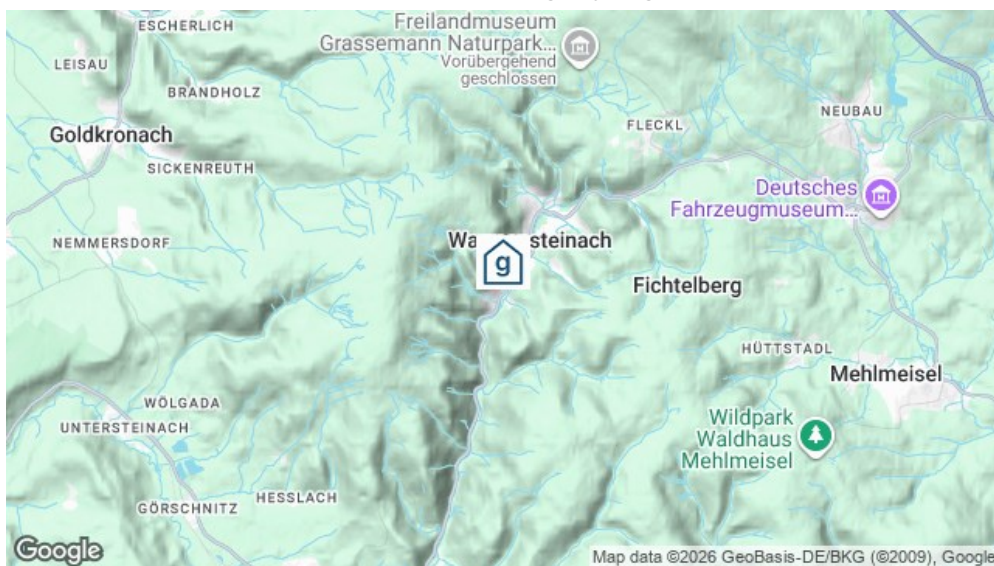 ESCHERLICH
Freilandmuseum
Grassemann Naturpark...
Vorübergehend
geschlossen
LEISAU
BRANDHOLZ
NEUBAU
FLECKL
Goldkronach
SICKENREUTH
Deutsches
Fahrzeugmuseum...
NEMMERSDORF
Wa steinach
g
Fichtelberg
HÜTTSTADL
Mehlmeisel
WÖLGADA
UNTERSTEINACH
Wildpark
Waldhaus
Mehlmeisel
HESSLACH
GÖRSCHNITZ
Google
Map data ©2026 GeoBasis-DE/BKG (©2009), Google